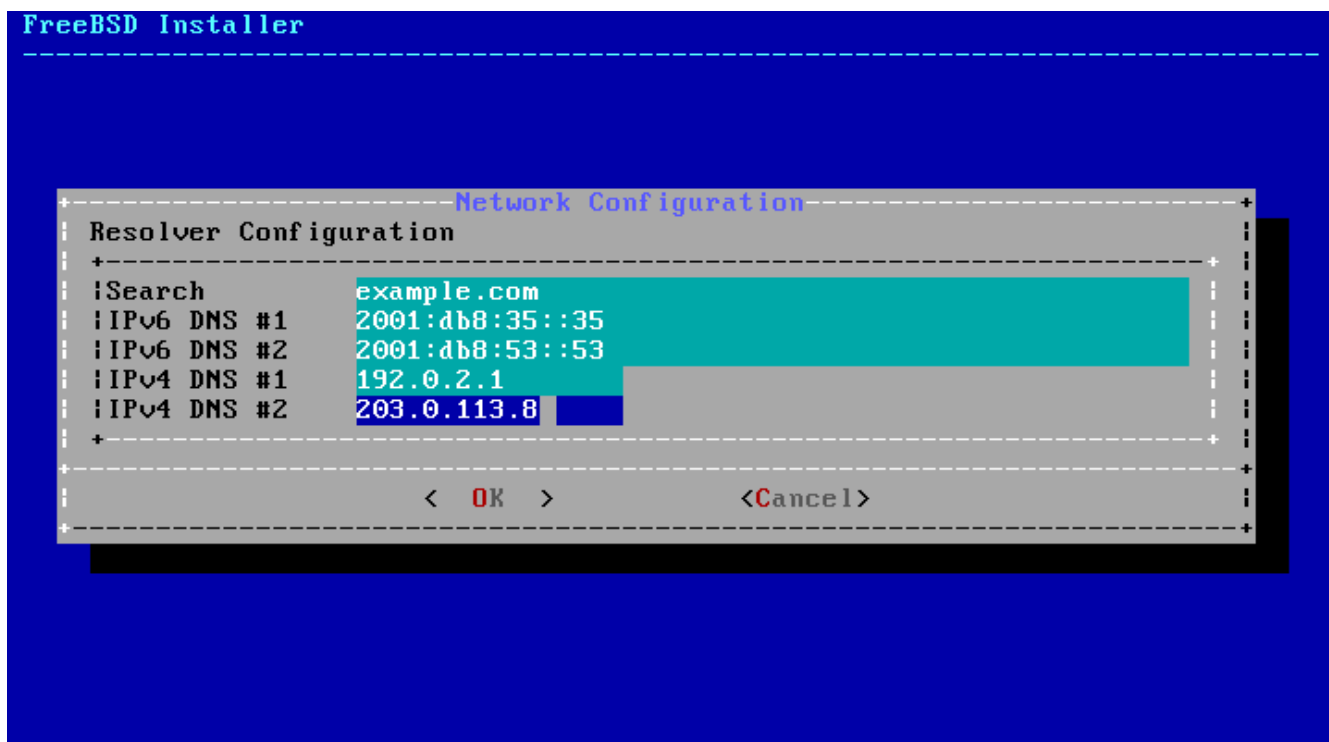 FreeBSD Installer
Network Configuration
Resolver Configuration
Search example.com
IPv6 DNS #1 2001:db8:35::35
IPv6 DNS #2 2001:db8:53::53
IPv4 DNS #1 192.0.2.1
IPv4 DNS #2 203.0.113.8
< OK > <Cancel>